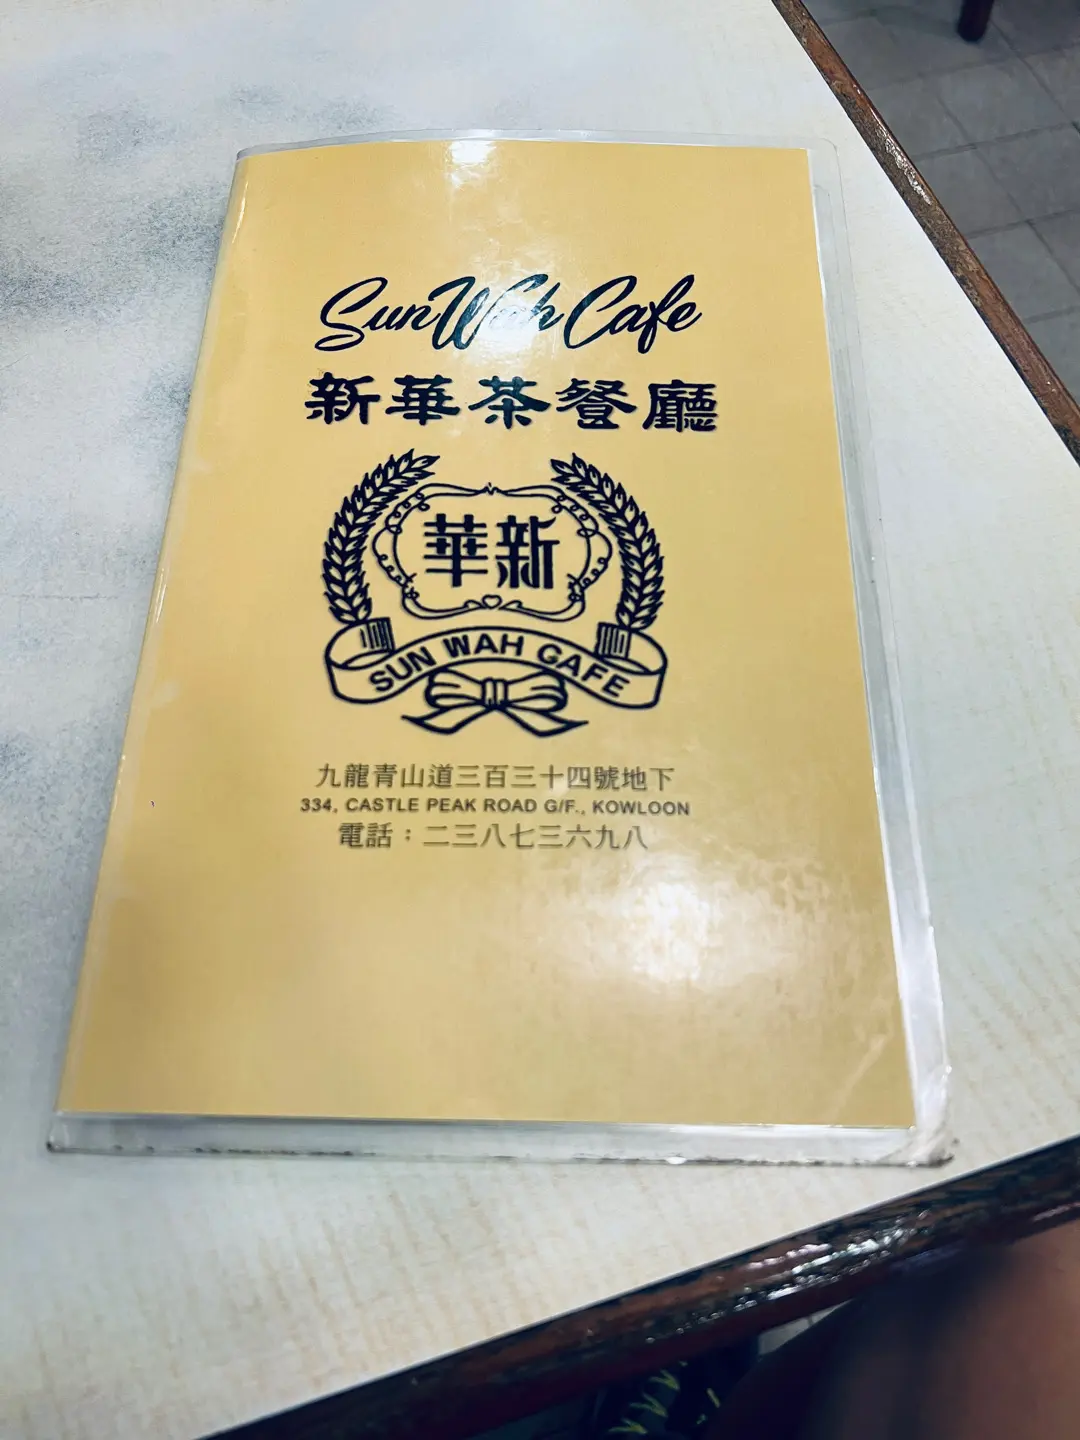 Sun Wah Cafe
新華茶餐廳
華新
SUN WAH CAFE
九龍青山道三百三十四號地下
334, CASTLE PEAK ROAD G/F., KOWLOON
電話：二三八七三六九八